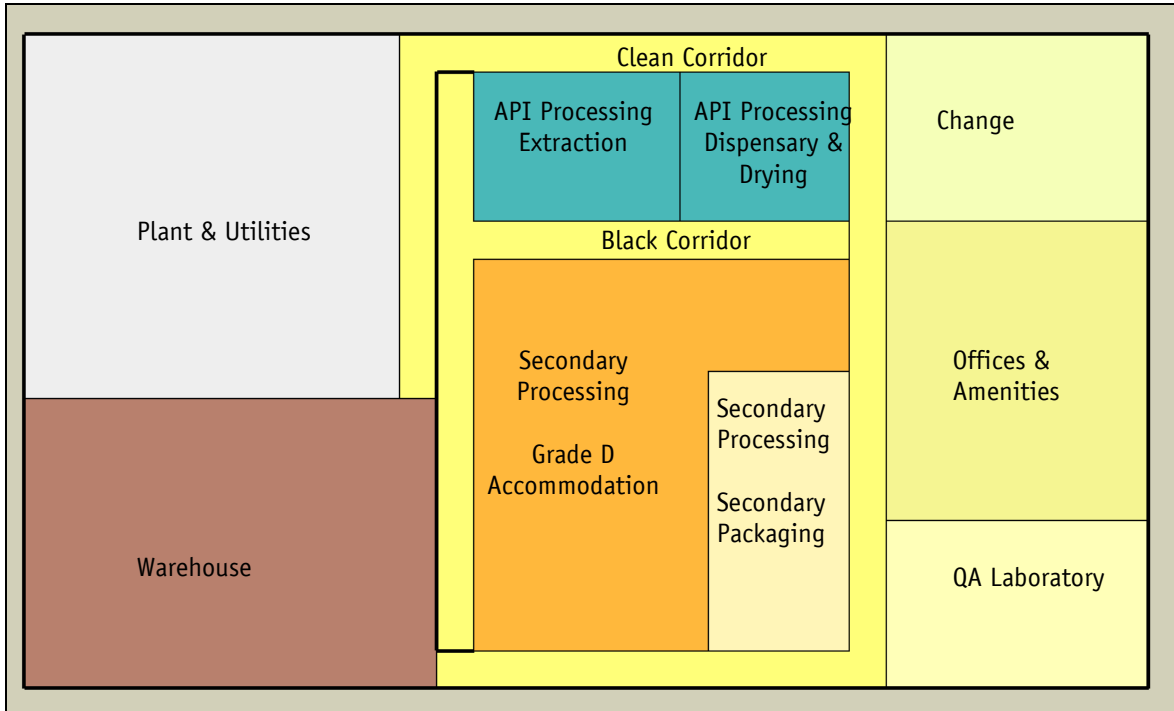 Clean Corridor
API Processing
Extraction
API Processing
Dispensary &
Drying
Change
Plant & Utilities
Black Corridor
Secondary
Processing
Grade D
Accommodation
Secondary
Processing
Secondary
Packaging
Offices &
Amenities
Warehouse
QA Laboratory